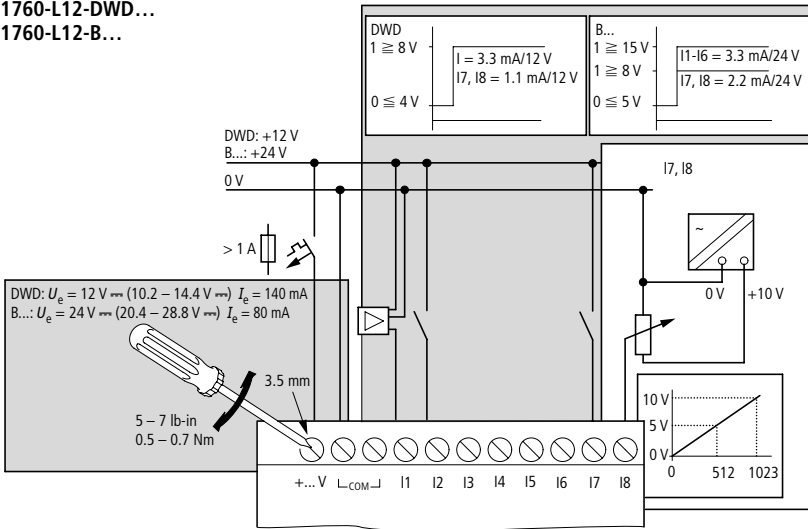 1760-L12-DWD…
1760-L12-B…
DWD
1 ≧ 8 V
0 ≦ 4 V
I = 3.3 mA/12 V
I7, I8 = 1.1 mA/12 V
B...
1 ≧ 15 V
1 ≧ 8 V
0 ≦ 5 V
I1-I6 = 3.3 mA/24 V
I7, I8 = 2.2 mA/24 V
DWD: +12 V
B...: +24 V
0 V
I7, I8
> 1 A
~
0 V
+10 V
DWD: Ue = 12 V ⎓ (10.2 – 14.4 V ⎓) Ie = 140 mA
B...: Ue = 24 V ⎓ (20.4 – 28.8 V ⎓) Ie = 80 mA
3.5 mm
5 – 7 lb-in
0.5 – 0.7 Nm
10 V
5 V
0 V
0 512 1023
+... V COM I1 I2 I3 I4 I5 I6 I7 I8